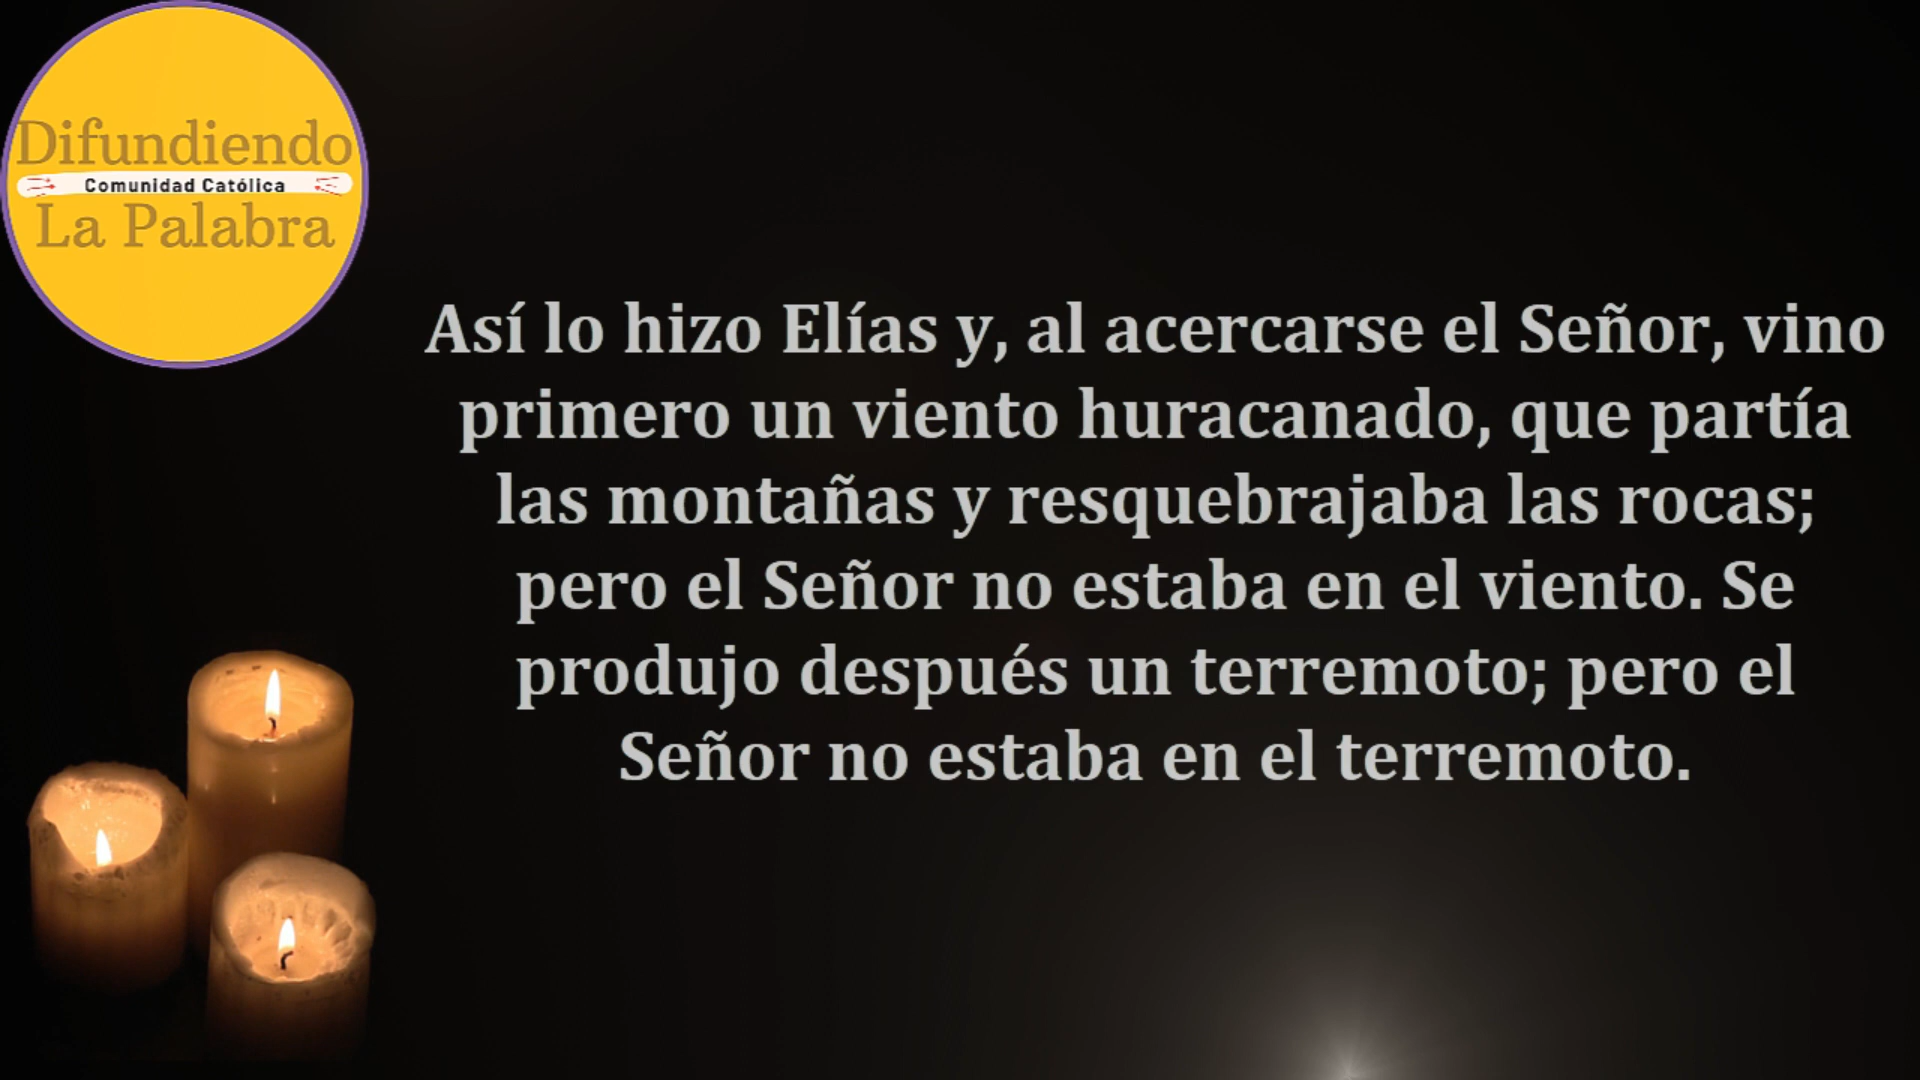 Difundiendo
Comunidad Católica
La Palabra
Así lo hizo Elías y, al acercarse el Señor, vino
primero un viento huracanado, que partía
las montañas y resquebrajaba las rocas;
pero el Señor no estaba en el viento. Se
produjo después un terremoto; pero el
Señor no estaba en el terremoto.